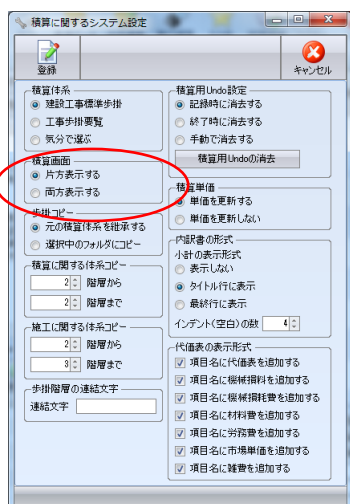 積算に関するシステム設定
登録
キャンセル
積算体系
建設工事標準歩掛
工事歩掛要覧
気分で選ぶ
積算画面
片方表示する
両方表示する
歩掛コピー
元の積算体系を継承する
選択中のフォルダにコピー
積算に関する体系コピー
2 階層から
2 階層まで
施工に関する体系コピー
2 階層から
3 階層まで
歩掛階層の連結文字
連結文字
積算用Undo設定
記録時に消去する
終了時に消去する
手動で消去する
積算用Undoの消去
積算単価
単価を更新する
単価を更新しない
内訳書の形式
小計の表示形式
表示しない
タイトル行に表示
最終行に表示
インデント(空白)の数 4
代価表の表示形式
項目名に代価表を追加する
項目名に機械損料を追加する
項目名に機械損耗費を追加する
項目名に材料費を追加する
項目名に労務費を追加する
項目名に市場単価を追加する
項目名に雑費を追加する